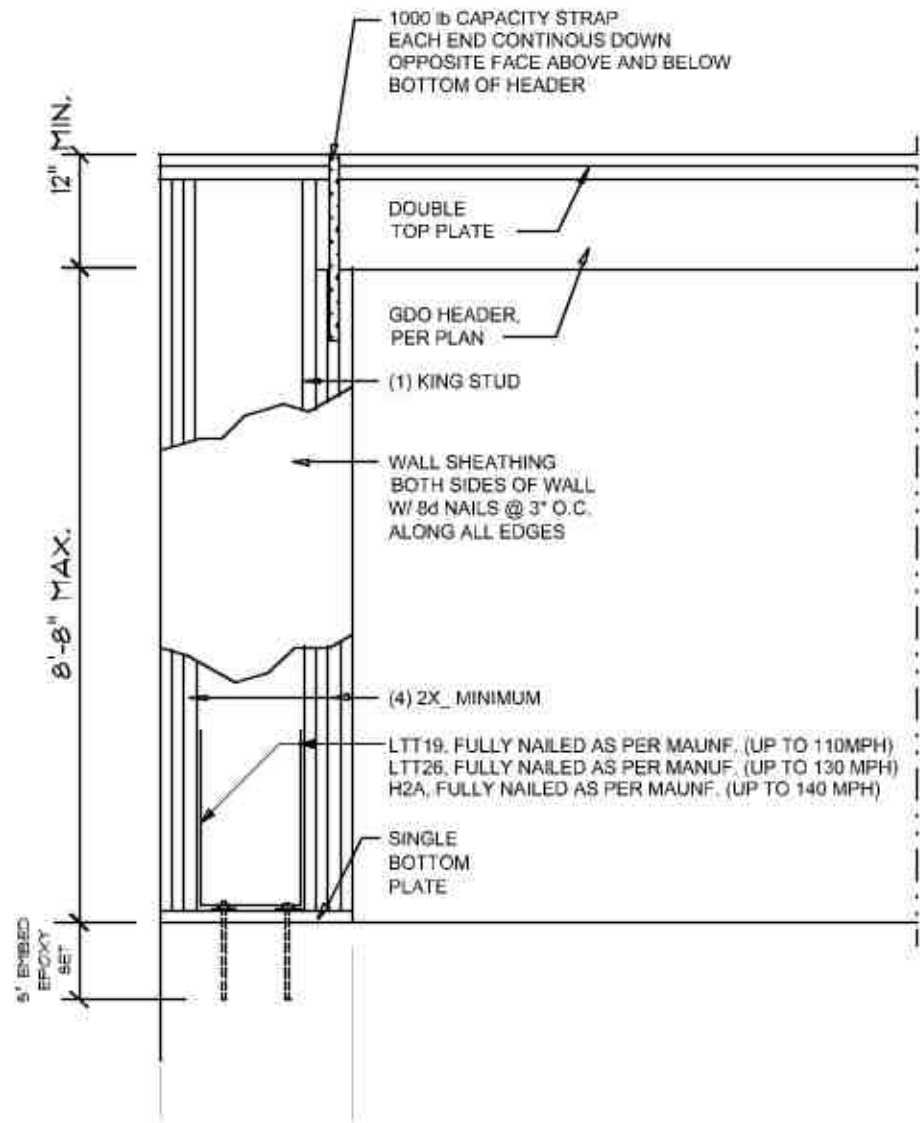 1000 lb CAPACITY STRAP
EACH END CONTINOUS DOWN
OPPOSITE FACE ABOVE AND BELOW
BOTTOM OF HEADER
12" MIN.
DOUBLE
TOP PLATE
GDO HEADER,
PER PLAN
(1) KING STUD
WALL SHEATHING
BOTH SIDES OF WALL
W/ 8d NAILS @ 3" O.C.
ALONG ALL EDGES
8'-8" MAX.
(4) 2X_ MINIMUM
LTT19, FULLY NAILED AS PER MAUNF. (UP TO 110MPH)
LTT26, FULLY NAILED AS PER MANUF. (UP TO 130 MPH)
H2A, FULLY NAILED AS PER MAUNF. (UP TO 140 MPH)
SINGLE
BOTTOM
PLATE
EMBED
EPOXY
SET